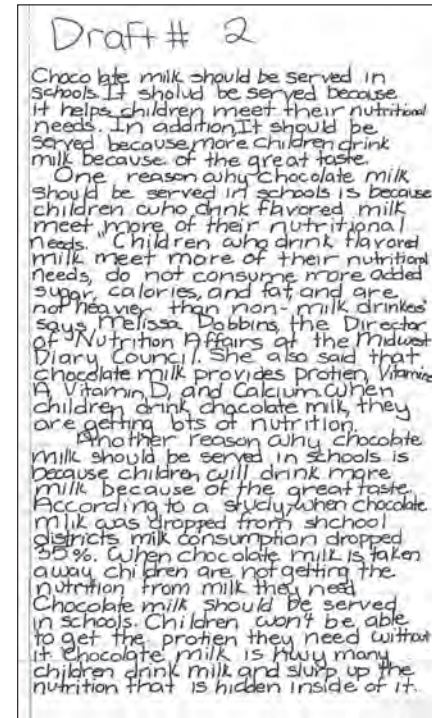 Draft # 2
Chocolate milk should be served in
schools. It sholud be served because
it helps children meet their nutritional
needs. In addition, It should be
served because more children drink
milk because of the great taste.
One reason why chocolate milk
should be served in schools is because
children who drink flavored milk
meet more of their nutritional
needs. "Children who drink flavored
milk meet more of their nutritional
needs, do not consume more added
sugar, calories, and fat, and are
not heavier than non-milk drinkes"
says Melissa Dobbins, the Director
of Nutrition Affairs at the Midwest
Diary Council. She also said that
chocolate milk provides protien, Vitamins
A, Vitamin D, and Calcium. When
children drink chocolate milk, they
are getting lots of nutrition.
Another reason why chocolate
milk should be served in schools is
because children will drink more
milk because of the great taste.
According to a study, when chocolate
mlik was dropped from shchool
districts milk consumption dropped
35%. When chocolate milk is taken
away, children are not getting the
nutrition from milk they need
Chocolate milk should be served
in schools. Children won't be able
to get the protien they need without
it. Chocolate milk is hwy many
children drink milk and slurp up the
nutrition that is hidden inside of it.